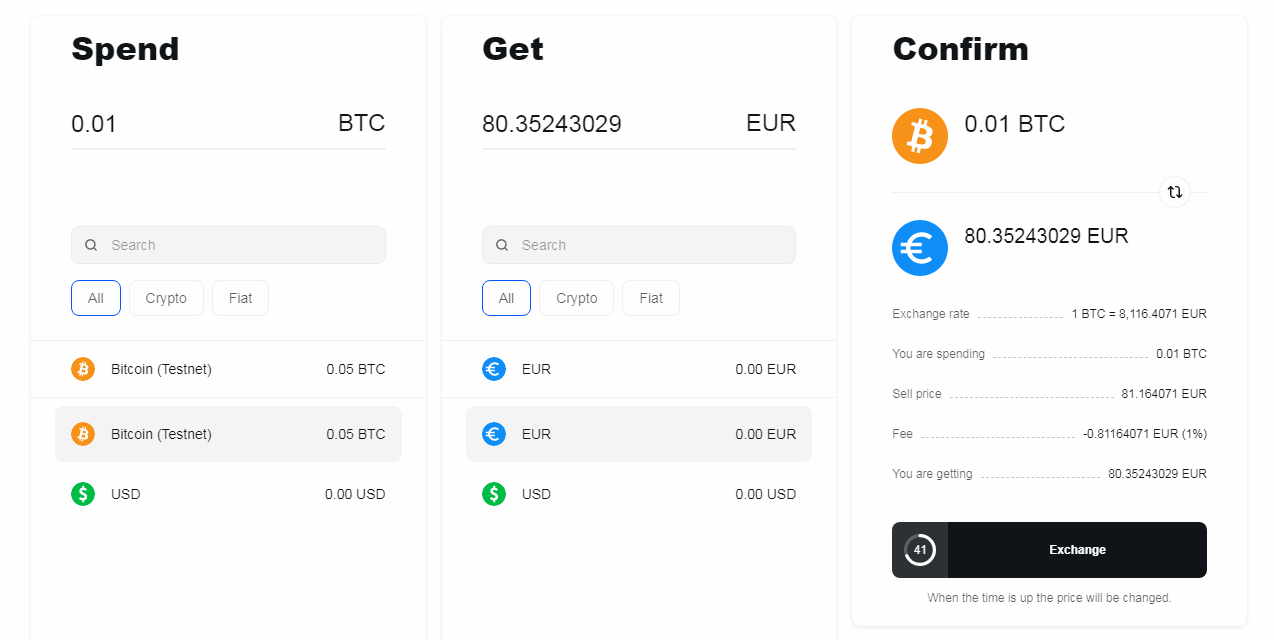 Spend
0.01 BTC
Search
All Crypto Fiat
Bitcoin (Testnet) 0.05 BTC
Bitcoin (Testnet) 0.05 BTC
USD 0.00 USD
Get
80.35243029 EUR
Search
All Crypto Fiat
EUR 0.00 EUR
EUR 0.00 EUR
USD 0.00 USD
Confirm
0.01 BTC
80.35243029 EUR
Exchange rate 1 BTC = 8,116.4071 EUR
You are spending 0.01 BTC
Sell price 81.164071 EUR
Fee -0.81164071 EUR (1%)
You are getting 80.35243029 EUR
41 Exchange
When the time is up the price will be changed.